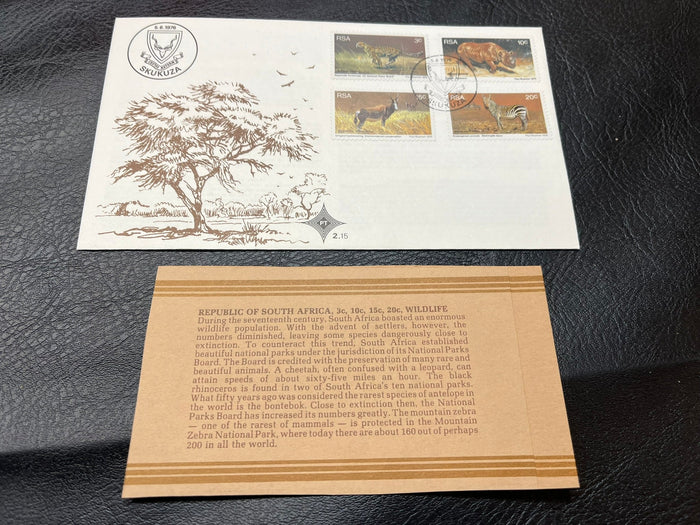 5·6·1976
SKUKUZA
RSA
3c
RSA
10c
RSA
15c
RSA
20c
2.15
REPUBLIC OF SOUTH AFRICA, 3c, 10c, 15c, 20c, WILDLIFE
During the seventeenth century, South Africa boasted an enormous
wildlife population. With the advent of settlers, however, the
numbers diminished, leaving some species dangerously close to
extinction. To counteract this trend, South Africa established
beautiful national parks under the jurisdiction of its National Parks
Board. The Board is credited with the preservation of many rare and
beautiful animals. A cheetah, often confused with a leopard, can
attain speeds of about sixty-five miles an hour. The black
rhinoceros is found in two of South Africa's ten national parks.
What fifty years ago was considered the rarest species of antelope in
the world is the bontebok. Close to extinction then, the National
Parks Board has increased its numbers greatly. The mountain zebra
— one of the rarest of mammals — is protected in the Mountain
Zebra National Park, where today there are about 160 out of perhaps
200 in all the world.